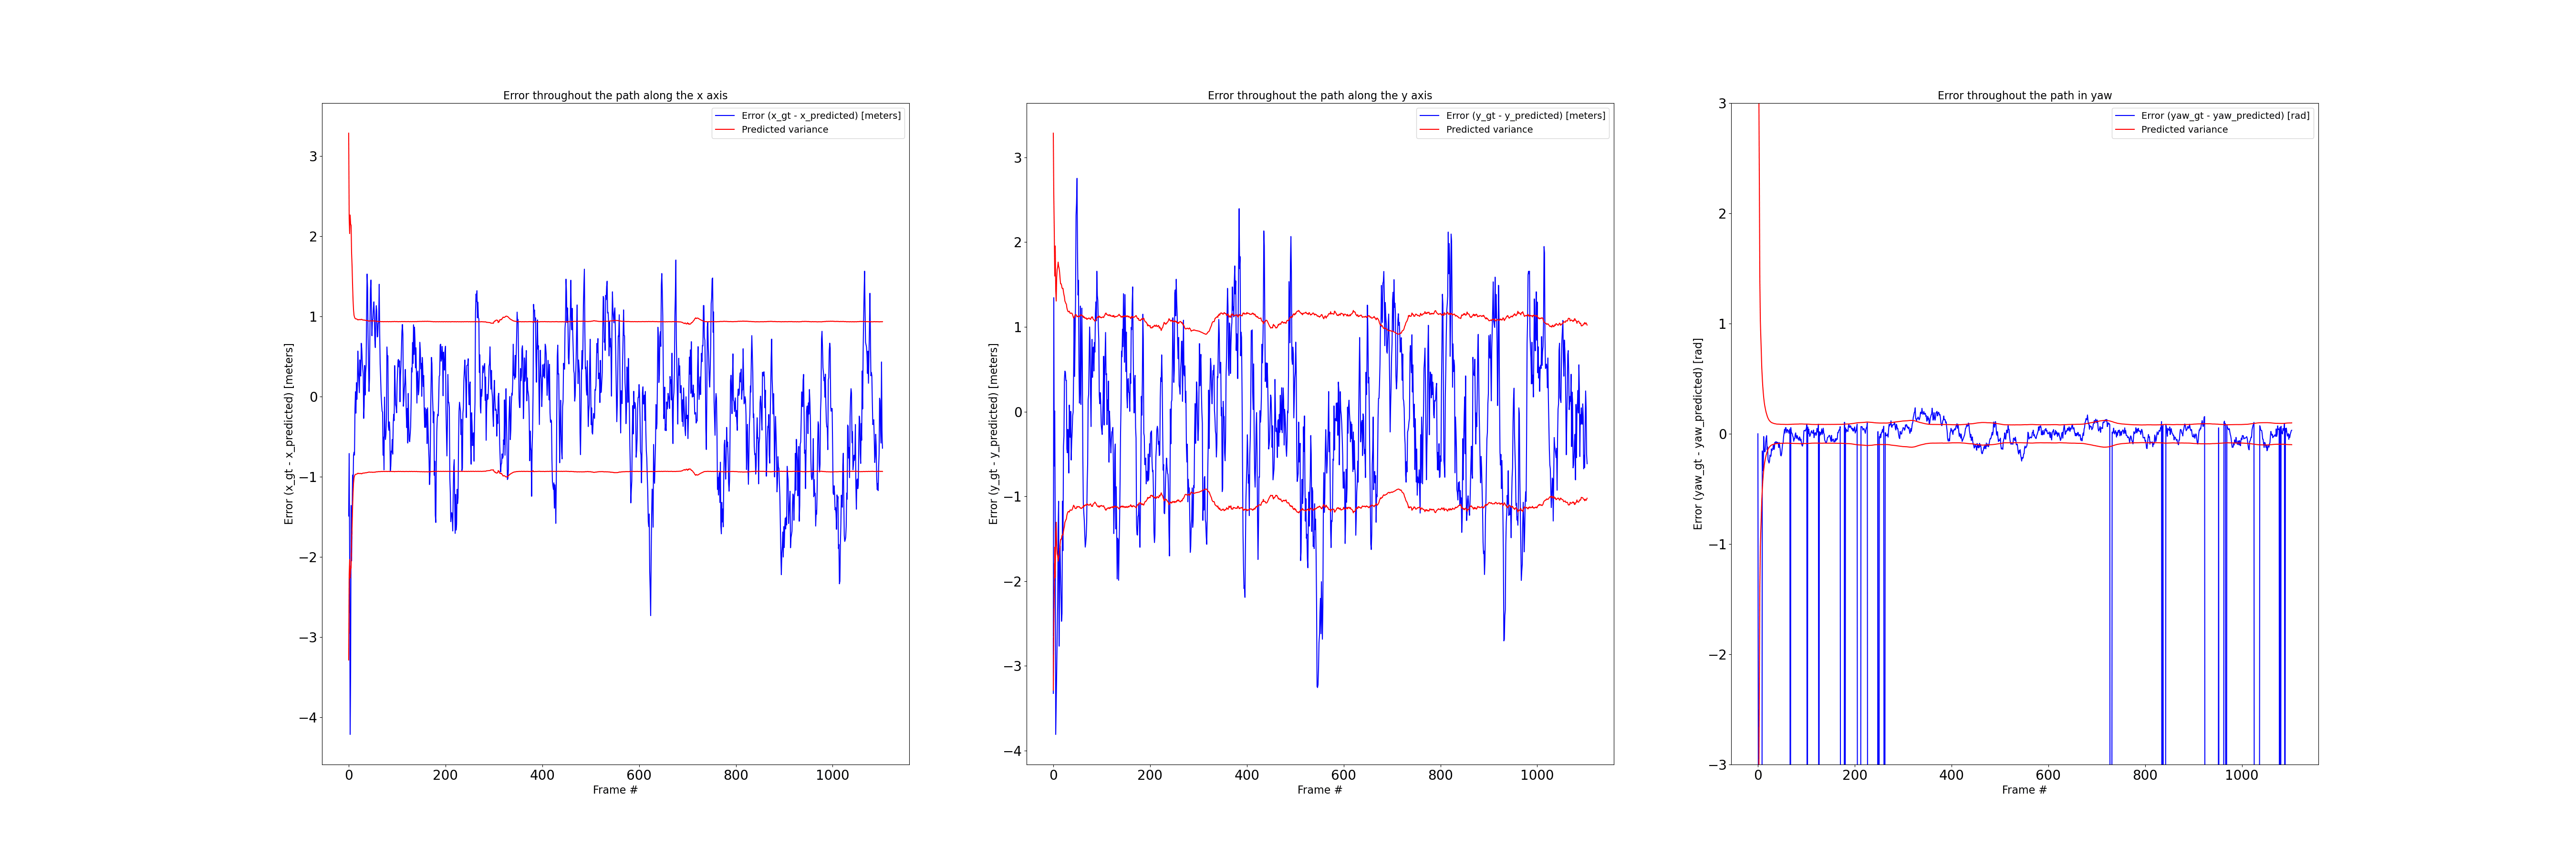 Error throughout the path along the x axis
Error (x_gt - x_predicted) [meters]
Predicted variance
3
2
1
0
−1
−2
−3
−4
Error (x_gt - x_predicted) [meters]
0 200 400 600 800 1000
Frame #
Error throughout the path along the y axis
Error (y_gt - y_predicted) [meters]
Predicted variance
3
2
1
0
−1
−2
−3
−4
Error (y_gt - y_predicted) [meters]
0 200 400 600 800 1000
Frame #
Error throughout the path in yaw
Error (yaw_gt - yaw_predicted) [rad]
Predicted variance
3
2
1
0
−1
−2
−3
Error (yaw_gt - yaw_predicted) [rad]
0 200 400 600 800 1000
Frame #